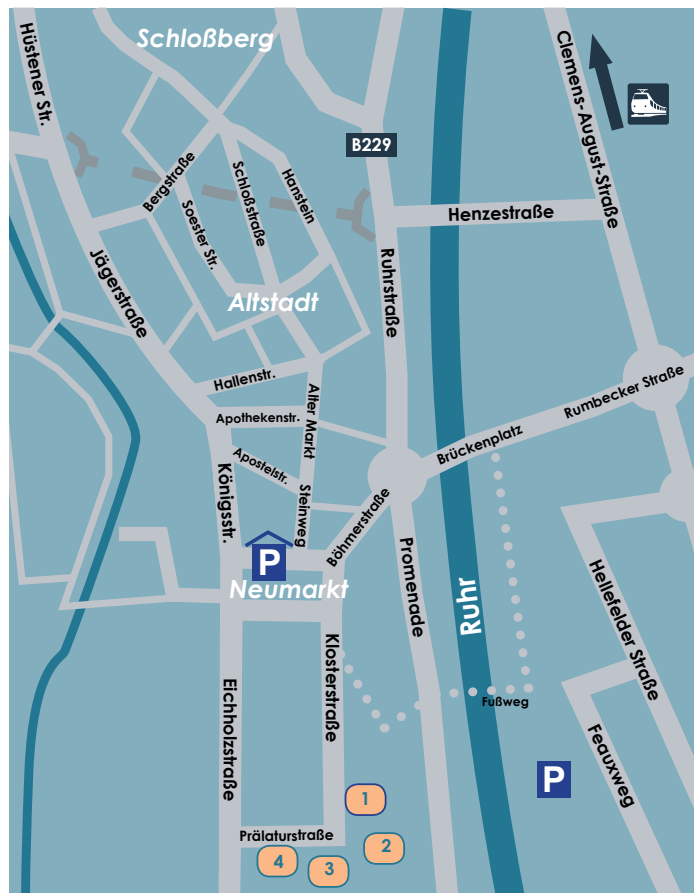 Schloßberg
Hüstener Str.
Clemens-August-Straße
B229
Bergstraße
Schloßstraße
Hanstein
Soester Str.
Henzestraße
Jägerstraße
Ruhrstraße
Altstadt
Hallenstr.
Alter Markt
Rumbecker Straße
Apothekenstr.
Brückenplatz
Apostelstr.
Königsstr.
Steinweg
Böhmerstraße
P
Neumarkt
Promenade
Ruhr
Hellefelder Straße
Klosterstraße
Eichholzstraße
Fußweg
Feauxweg
P
1
Prälaturstraße
2
4
3